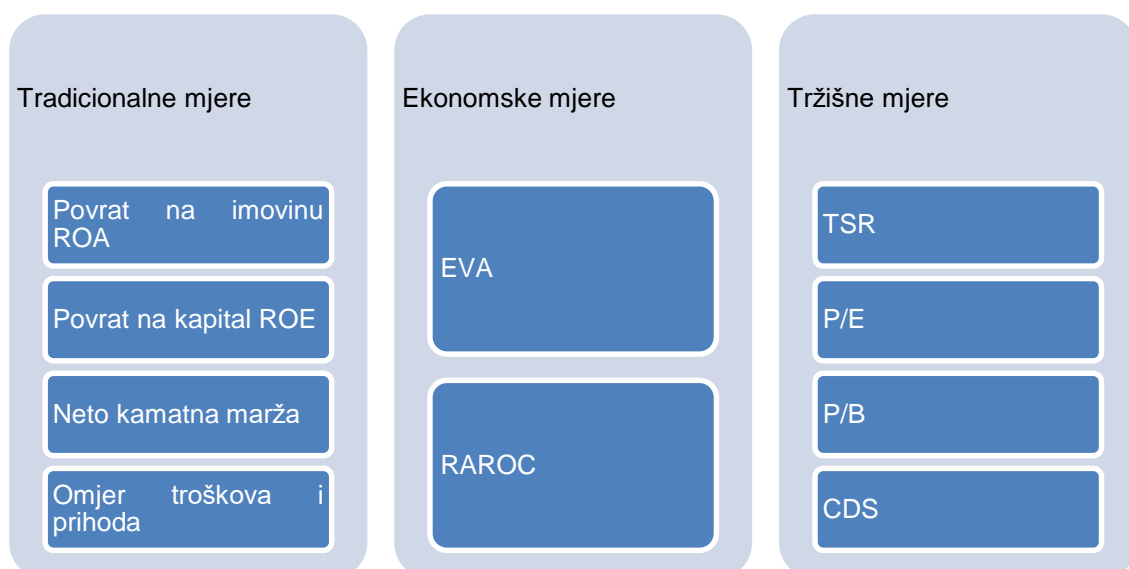 Tradicionalne mjere
Povrat na imovinu
ROA
Povrat na kapital ROE
Neto kamatna marža
Omjer troškova i
prihoda
Ekonomske mjere
EVA
RAROC
Tržišne mjere
TSR
P/E
P/B
CDS